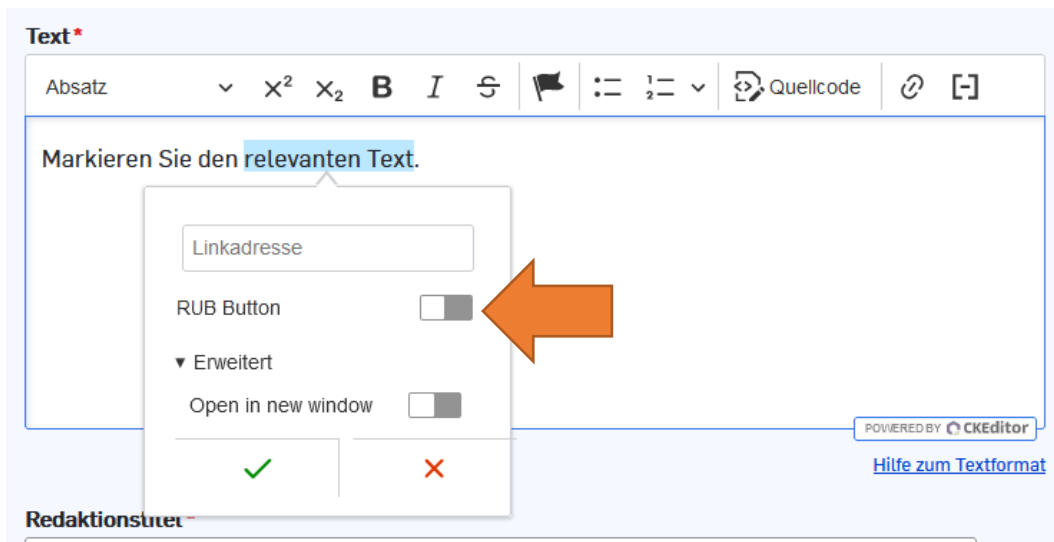 Text*
Absatz X² X₂ B I S Quellcode
Markieren Sie den relevanten Text.
Linkadresse
RUB Button
▾ Erweitert
Open in new window
POWERED BY CKEditor
Hilfe zum Textformat
Redaktionstitel*